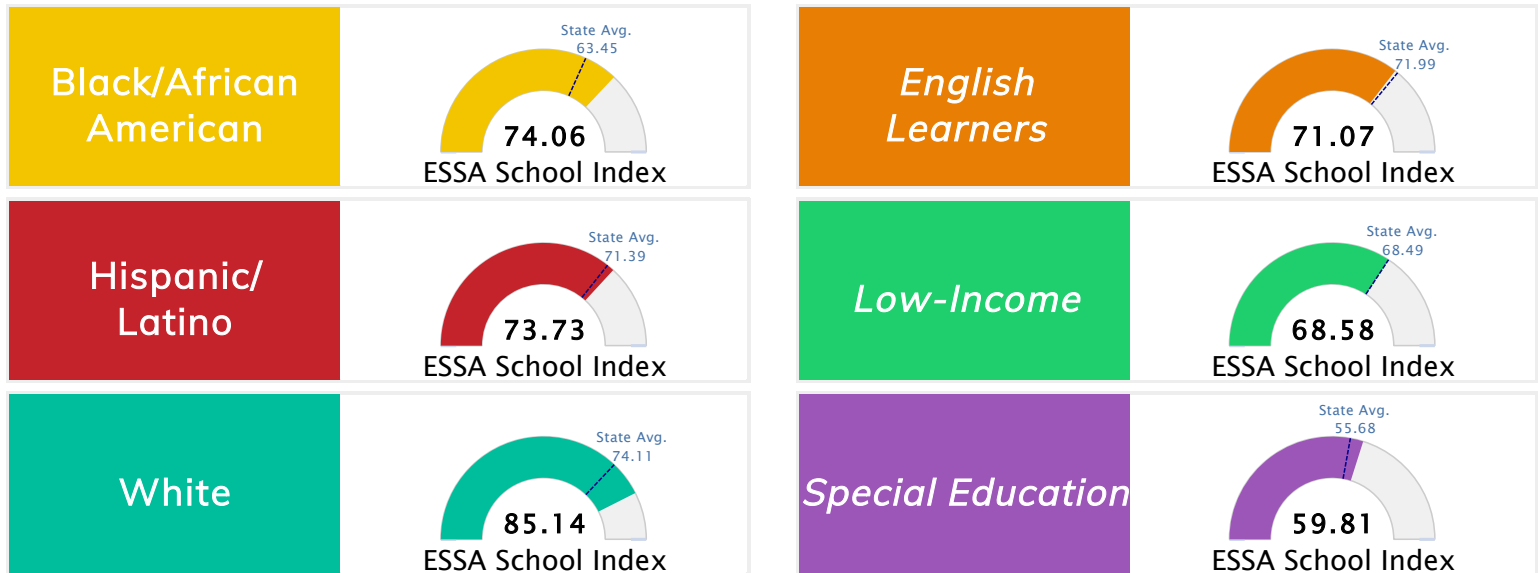 Black/African
American
State Avg.
63.45
74.06
ESSA School Index
English
Learners
State Avg.
71.99
71.07
ESSA School Index
Hispanic/
Latino
State Avg.
71.39
73.73
ESSA School Index
Low-Income
State Avg.
68.49
68.58
ESSA School Index
White
State Avg.
74.11
85.14
ESSA School Index
Special Education
State Avg.
55.68
59.81
ESSA School Index